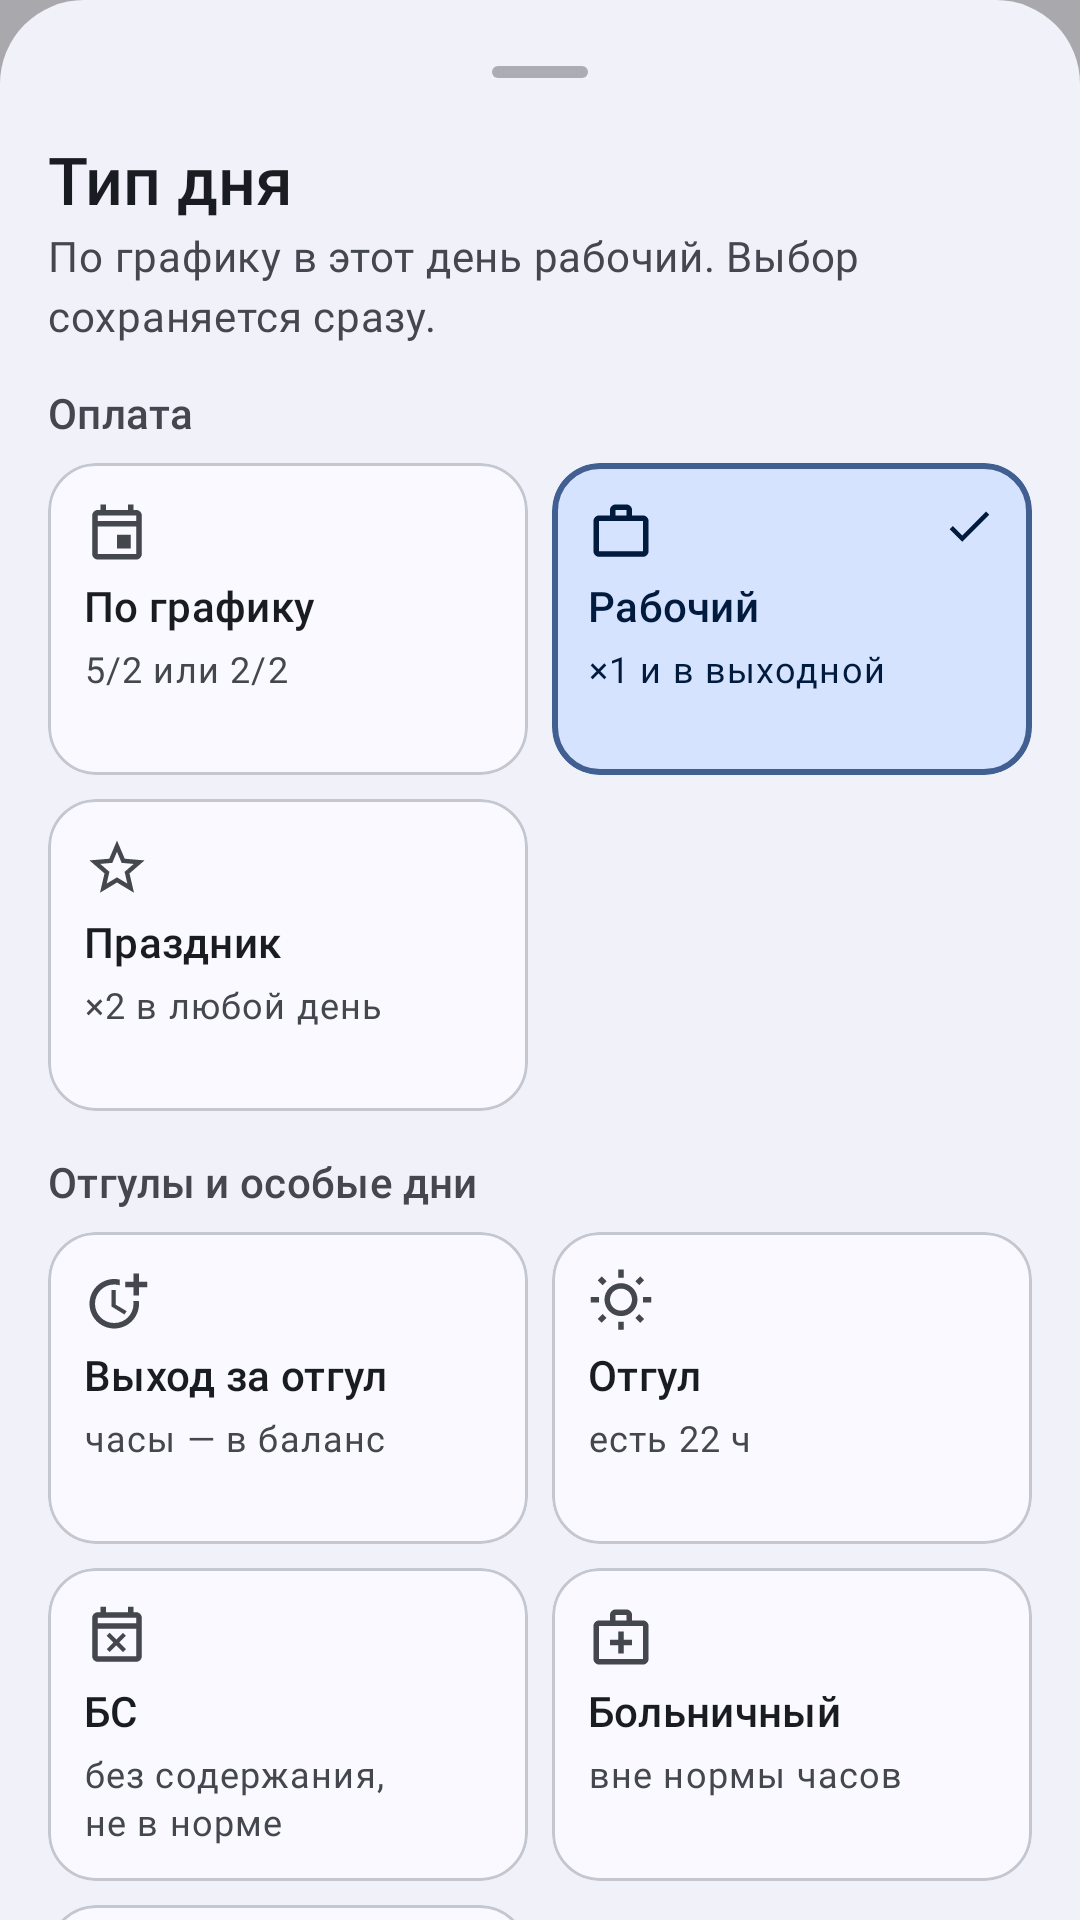 Тип дня
По графику в этот день рабочий. Выбор
сохраняется сразу.
Оплата
По графику
5/2 или 2/2
Рабочий
×1 и в выходной
Праздник
×2 в любой день
Отгулы и особые дни
Выход за отгул
часы — в баланс
Отгул
есть 22 ч
БС
без содержания,
не в норме
Больничный
вне нормы часов